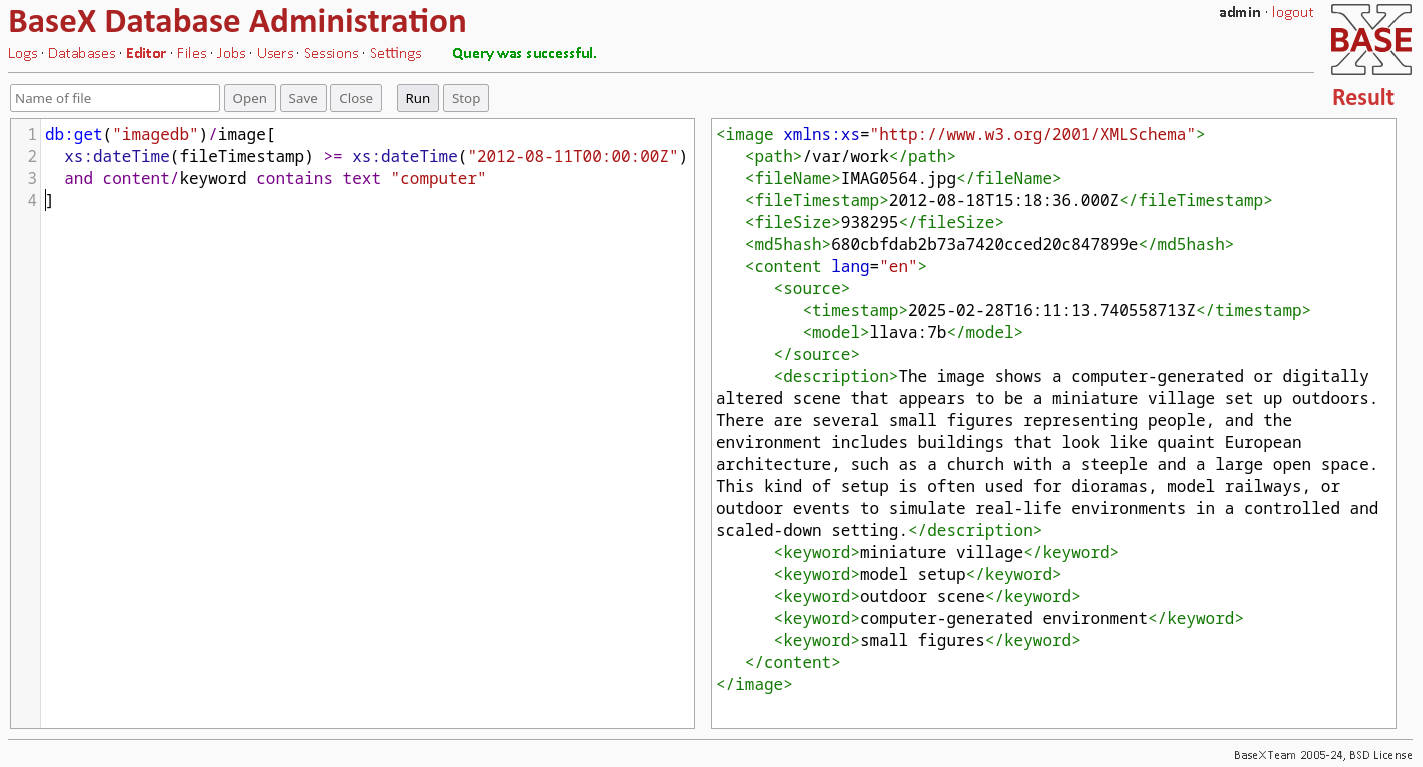 BaseX Database Administration
admin · logout
Logs · Databases · Editor · Files · Jobs · Users · Sessions · Settings
Query was successful.
X
BASE
Name of file
Open
Save
Close
Run
Stop
Result
1 db:get("imagedb")/image[
2   xs:dateTime(fileTimestamp) >= xs:dateTime("2012-08-11T00:00:00Z")
3   and content/keyword contains text "computer"
4 ]
<image xmlns:xs="http://www.w3.org/2001/XMLSchema">
   <path>/var/work</path>
   <fileName>IMAG0564.jpg</fileName>
   <fileTimestamp>2012-08-18T15:18:36.000Z</fileTimestamp>
   <fileSize>938295</fileSize>
   <md5hash>680cbfdab2b73a7420cced20c847899e</md5hash>
   <content lang="en">
      <source>
         <timestamp>2025-02-28T16:11:13.740558713Z</timestamp>
         <model>llava:7b</model>
      </source>
      <description>The image shows a computer-generated or digitally
altered scene that appears to be a miniature village set up outdoors.
There are several small figures representing people, and the
environment includes buildings that look like quaint European
architecture, such as a church with a steeple and a large open space.
This kind of setup is often used for dioramas, model railways, or
outdoor events to simulate real-life environments in a controlled and
scaled-down setting.</description>
      <keyword>miniature village</keyword>
      <keyword>model setup</keyword>
      <keyword>outdoor scene</keyword>
      <keyword>computer-generated environment</keyword>
      <keyword>small figures</keyword>
   </content>
</image>
BaseX Team 2005-24, BSD License